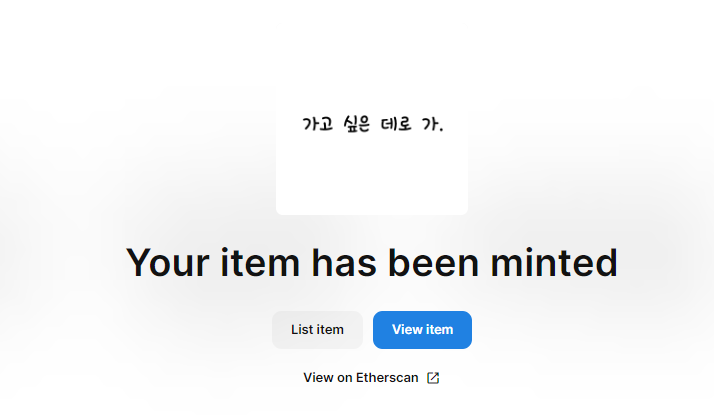 가고 싶은 데로 가.
Your item has been minted
List item
View item
View on Etherscan